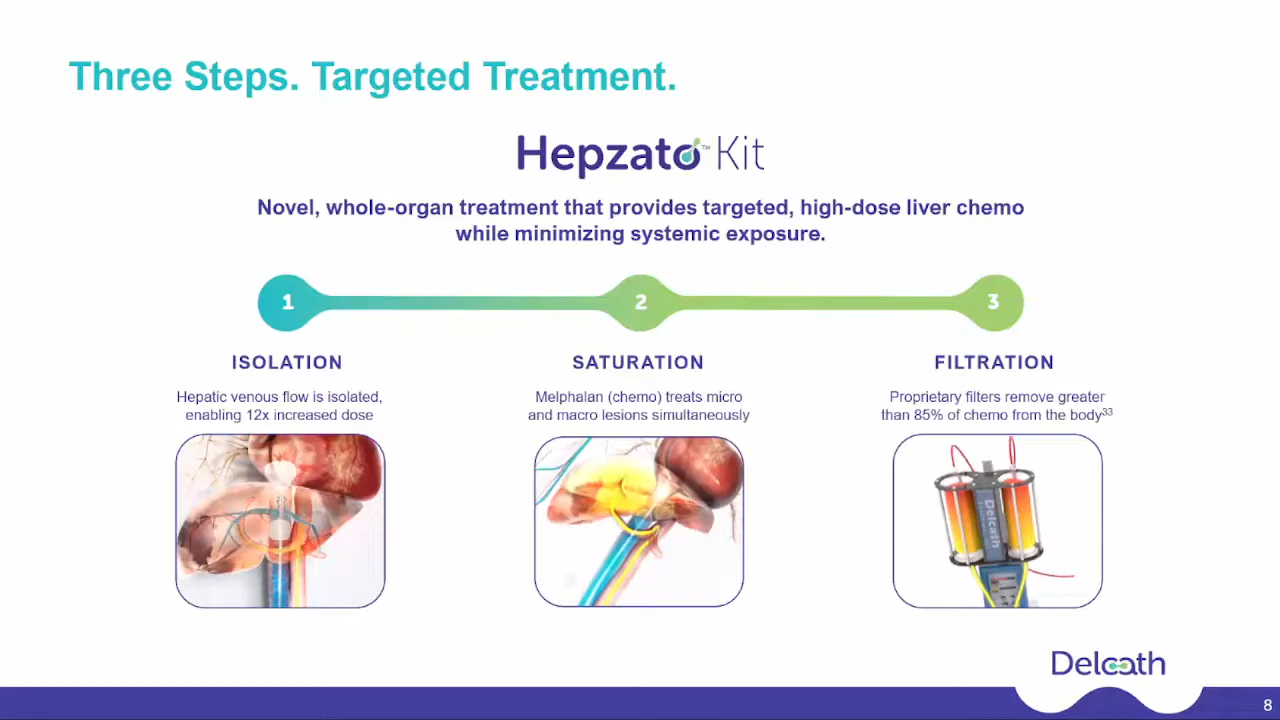 Three Steps. Targeted Treatment.
Hepzato™ Kit
Novel, whole-organ treatment that provides targeted, high-dose liver chemo
while minimizing systemic exposure.
1
2
3
ISOLATION
SATURATION
FILTRATION
Hepatic venous flow is isolated,
enabling 12x increased dose
Melphalan (chemo) treats micro
and macro lesions simultaneously
Proprietary filters remove greater
than 85% of chemo from the body33
Delcath
Delcath
8